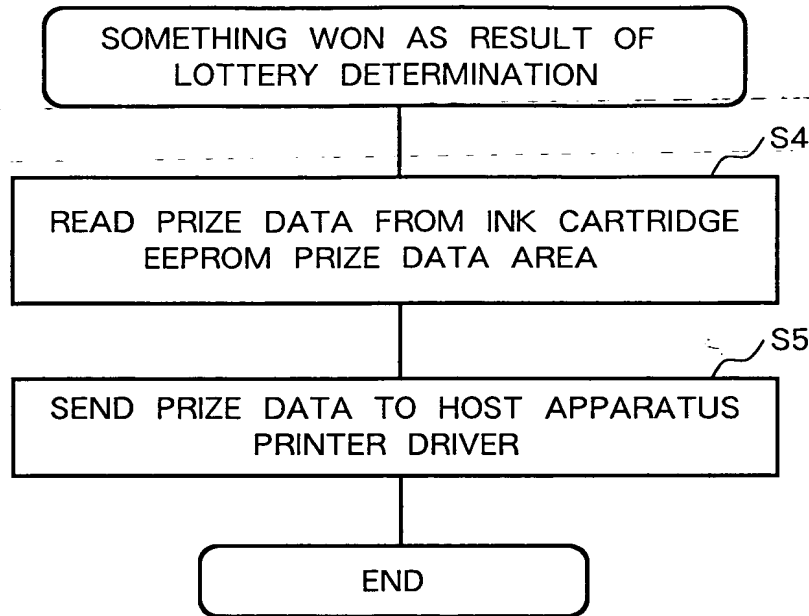 SOMETHING WON AS RESULT OF
LOTTERY DETERMINATION
S4
READ PRIZE DATA FROM INK CARTRIDGE
EEPROM PRIZE DATA AREA
S5
SEND PRIZE DATA TO HOST APPARATUS
PRINTER DRIVER
END